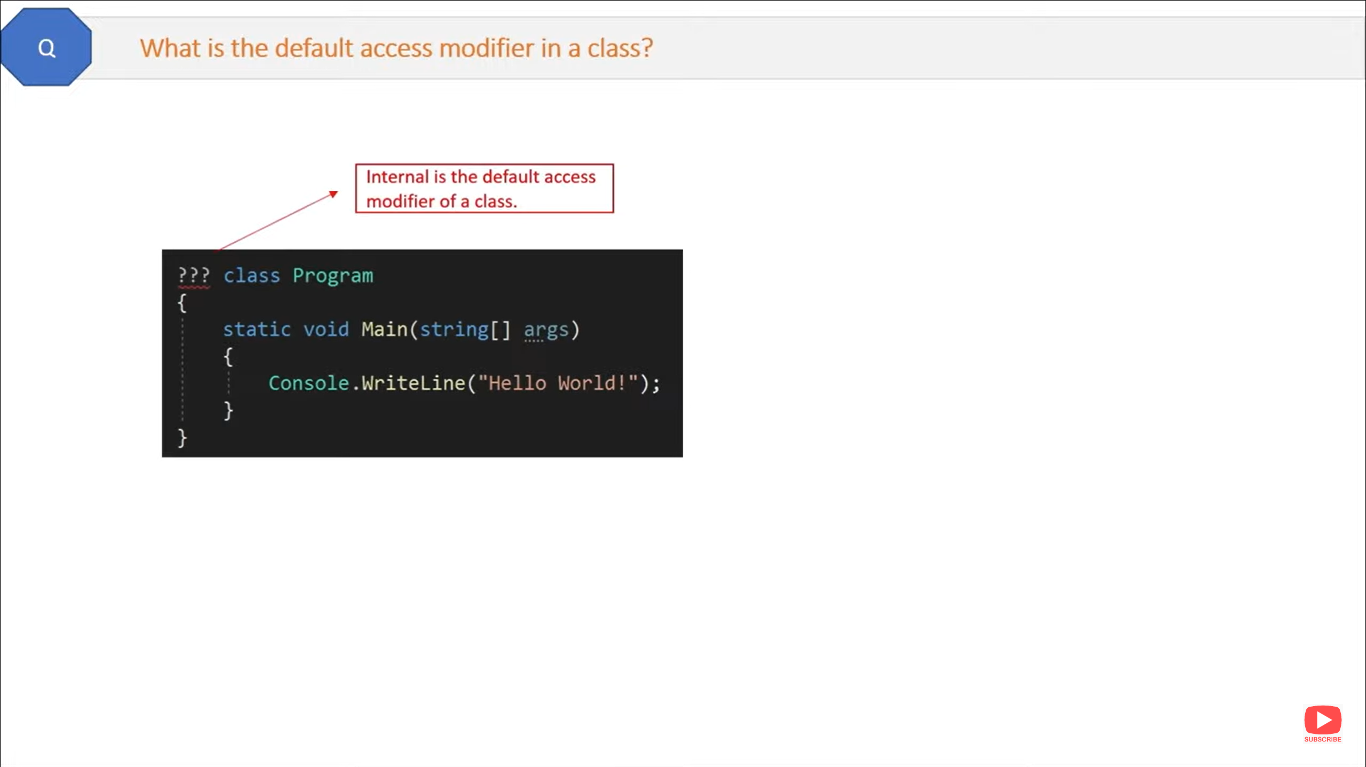 Q
What is the default access modifier in a class?
Internal is the default access
modifier of a class.
??? class Program
{
static void Main(string[] args)
{
Console.WriteLine("Hello World!");
}
}
SUBSCRIBE